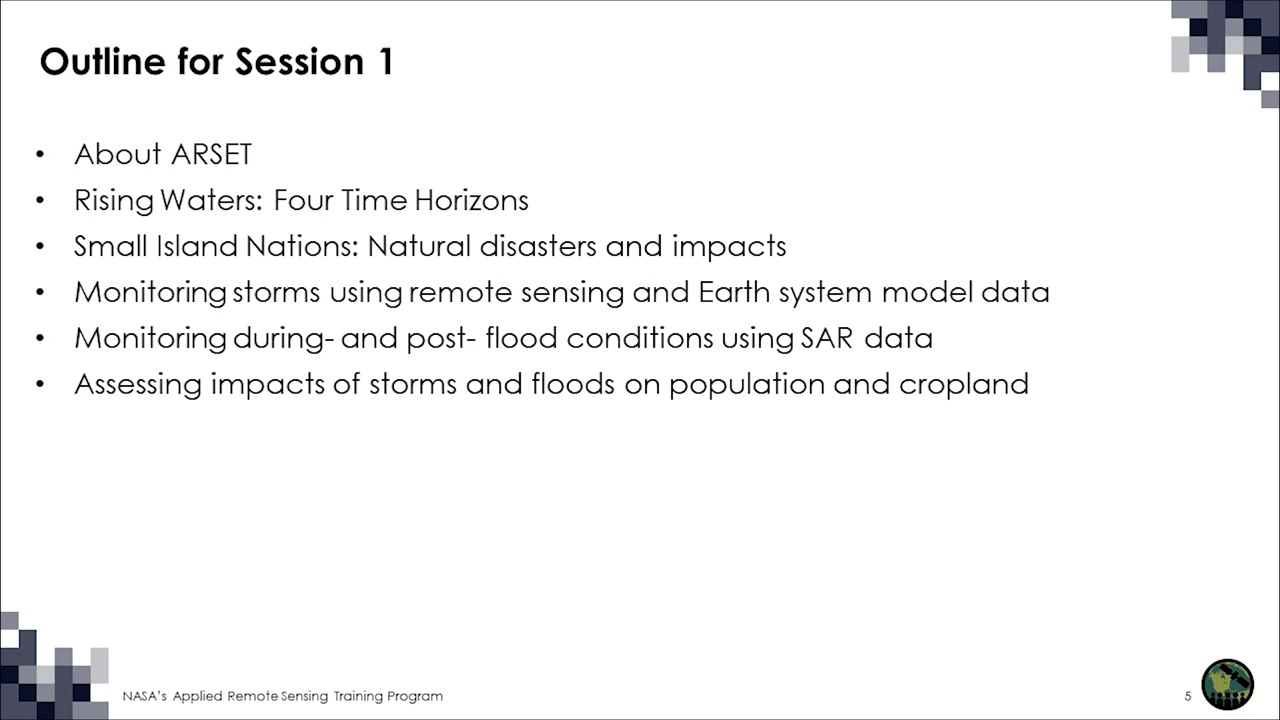 Outline for Session 1
• About ARSET
• Rising Waters: Four Time Horizons
• Small Island Nations: Natural disasters and impacts
• Monitoring storms using remote sensing and Earth system model data
• Monitoring during- and post- flood conditions using SAR data
• Assessing impacts of storms and floods on population and cropland
NASA's Applied Remote Sensing Training Program
5